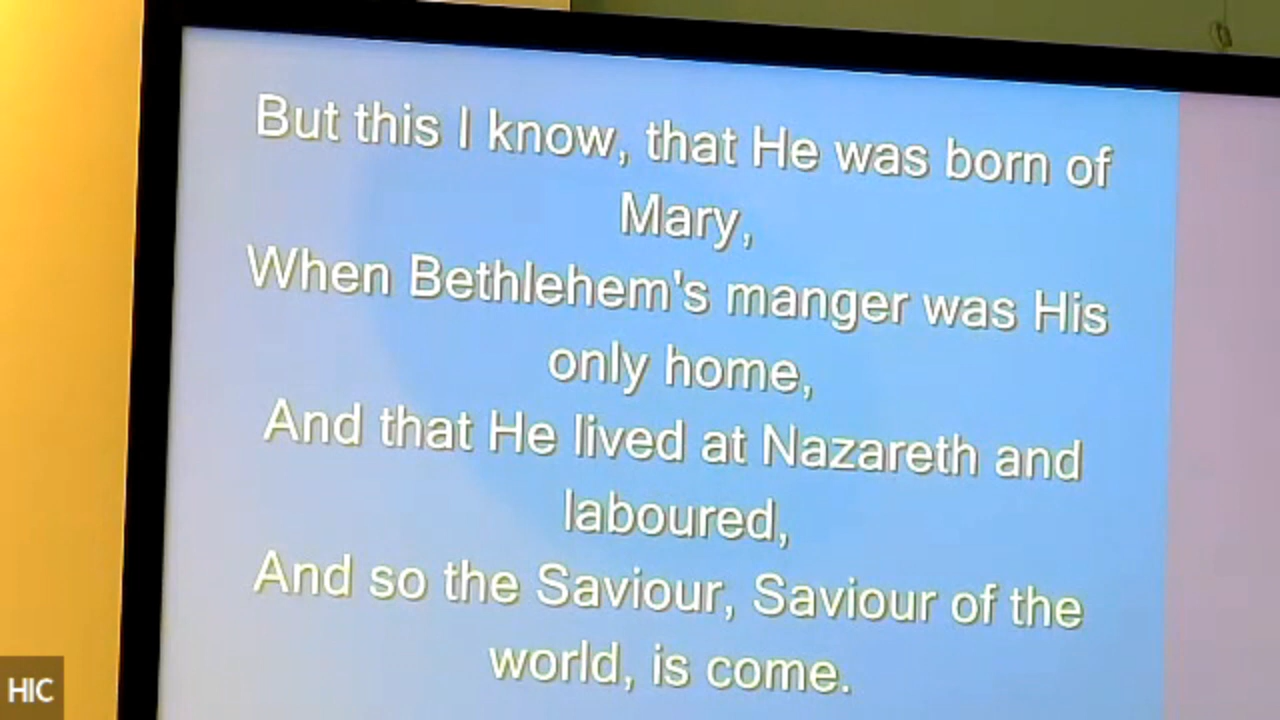 But this I know, that He was born of
Mary,
When Bethlehem's manger was His
only home,
And that He lived at Nazareth and
laboured,
And so the Saviour, Saviour of the
world, is come.
HIC